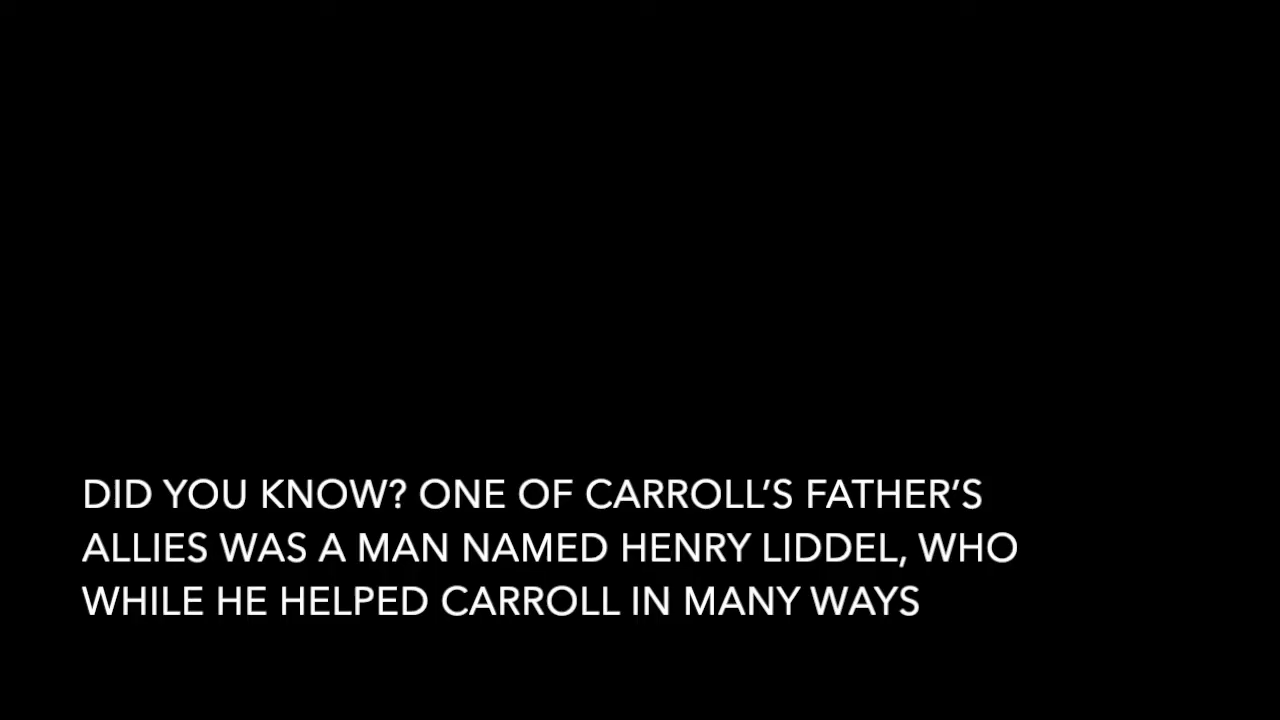 DID YOU KNOW? ONE OF CARROLL’S FATHER’S
ALLIES WAS A MAN NAMED HENRY LIDDEL, WHO
WHILE HE HELPED CARROLL IN MANY WAYS